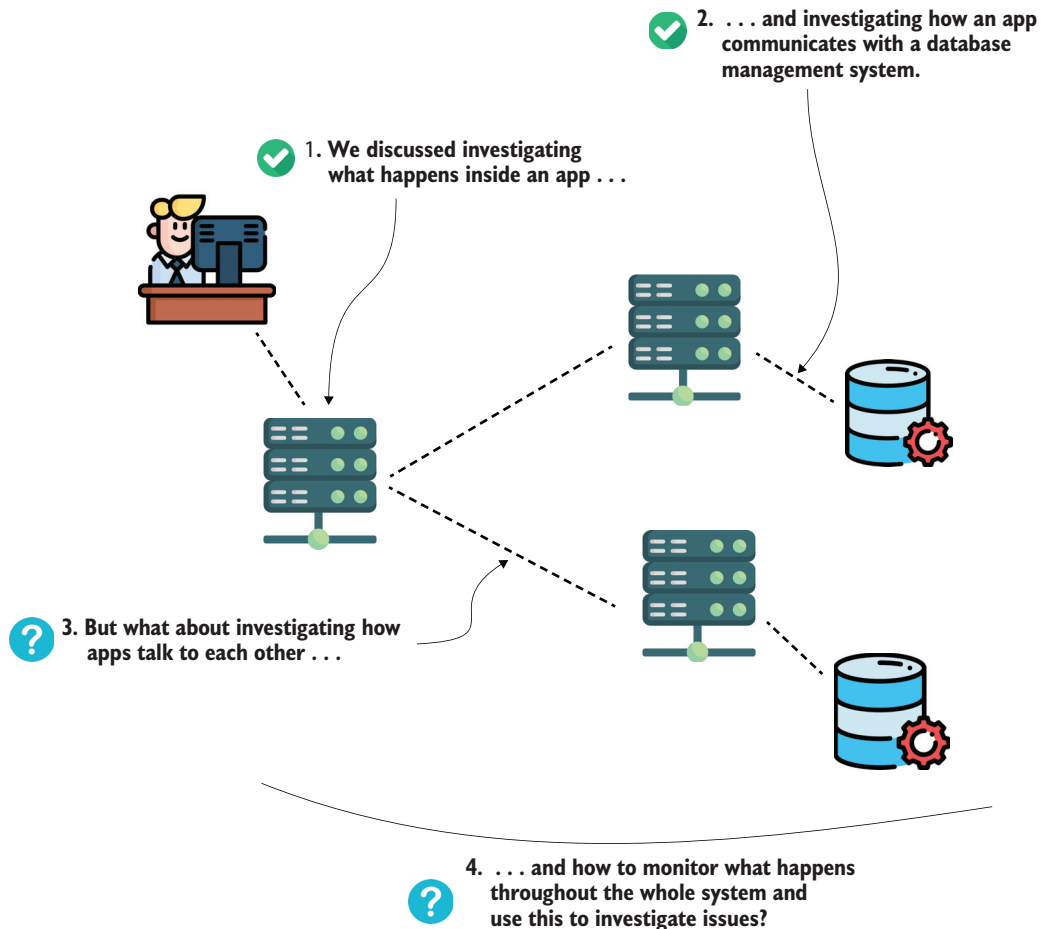 1. We discussed investigating
what happens inside an app . . .
2. . . . and investigating how an app
communicates with a database
management system.
3. But what about investigating how
apps talk to each other . . .
4. . . . and how to monitor what happens
throughout the whole system and
use this to investigate issues?